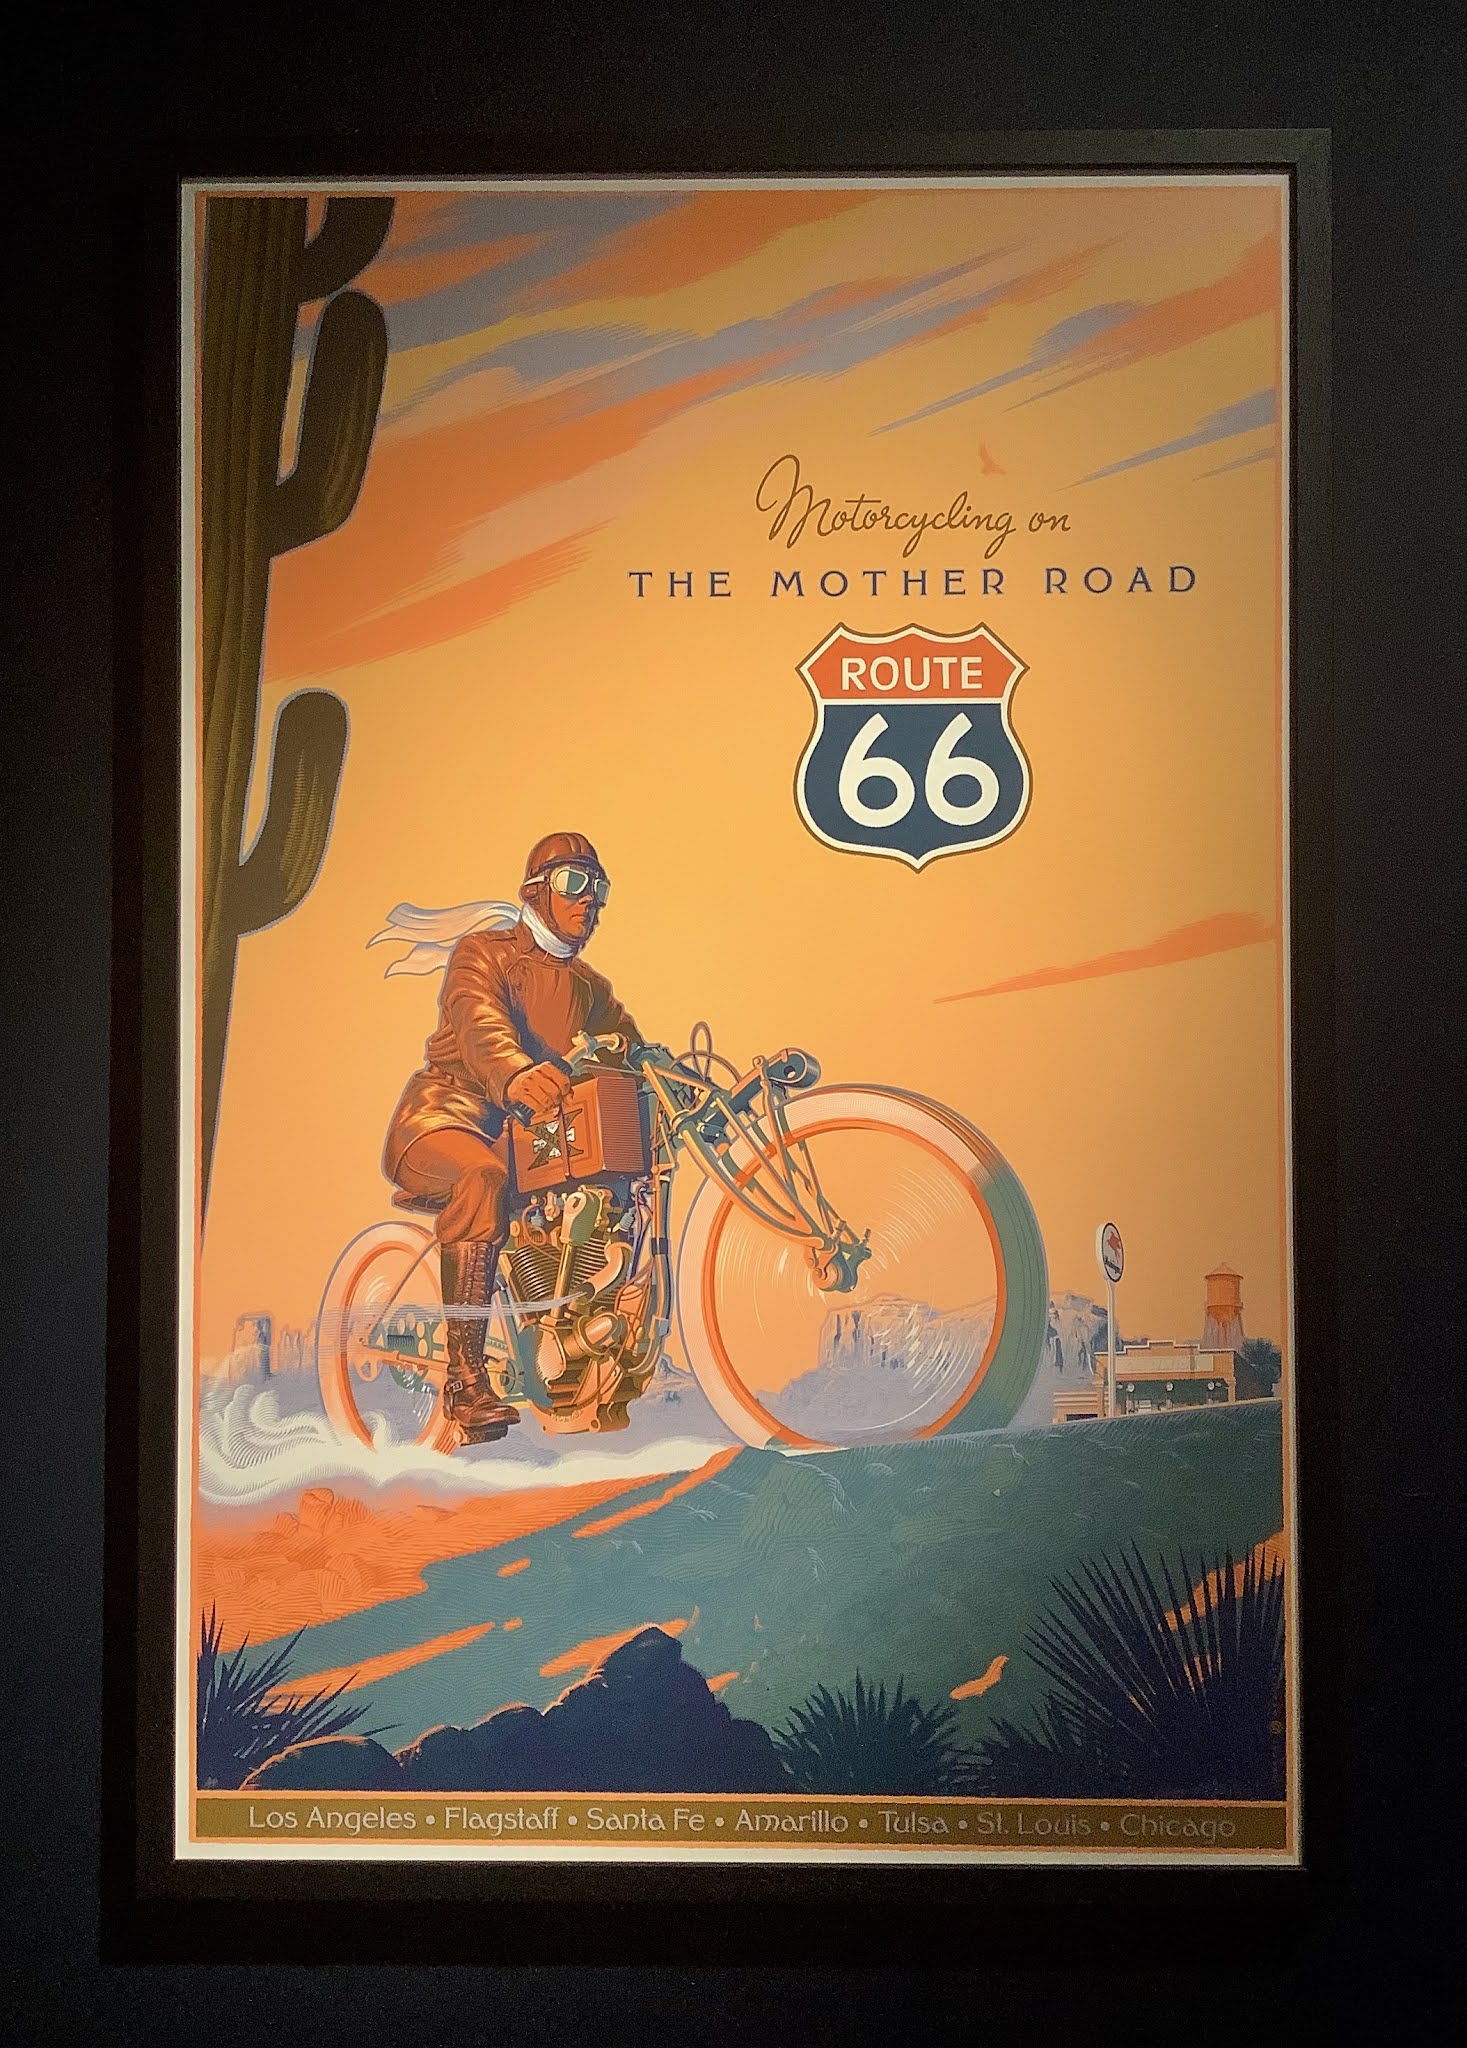 Motorcycling on
THE MOTHER ROAD
ROUTE
66
Los Angeles • Flagstaff • Santa Fe • Amarillo • Tulsa • St. Louis • Chicago